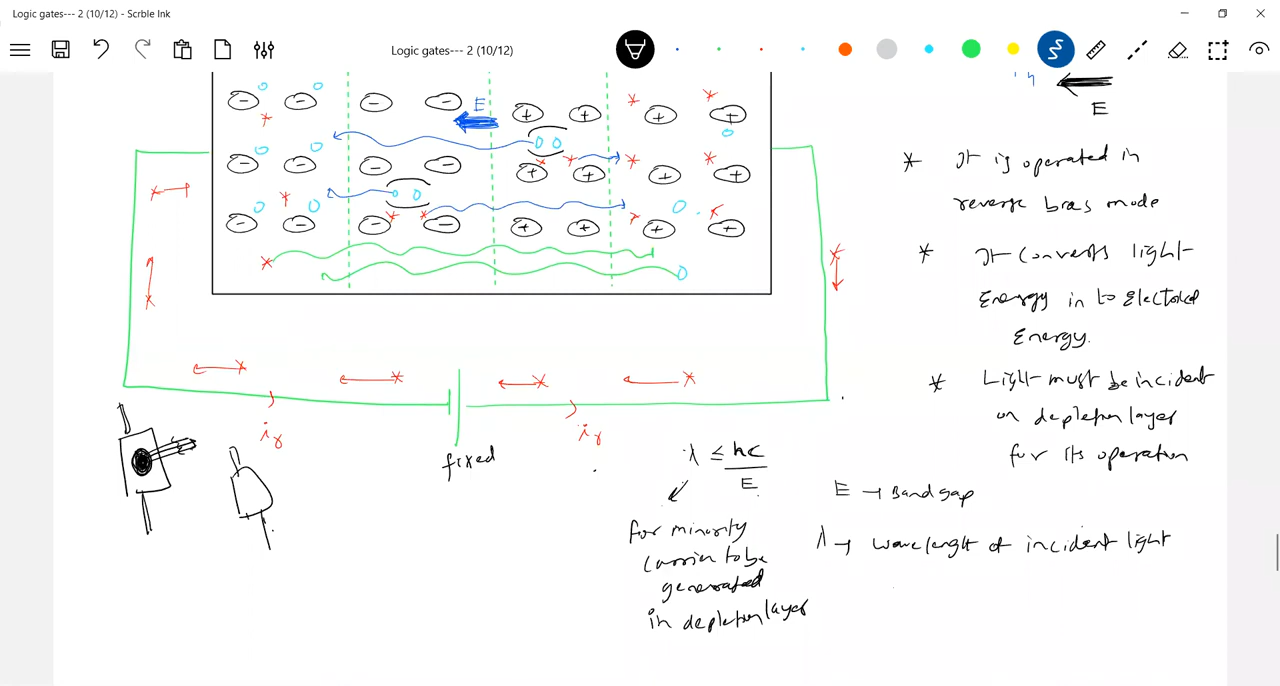 Logic gates--- 2 (10/12) - Scrble Ink
Logic gates--- 2 (10/12)
E
E
* It is operated in
reverse bias mode
* It converts light
Energy in to Electrical
Energy.
* Light must be incident
on depletion layer
for its operation
fixed
λ ≤ hc
E
for minority
carrier to be
generated
in depletion layer
E → Band gap
λ → wavelength of incident light